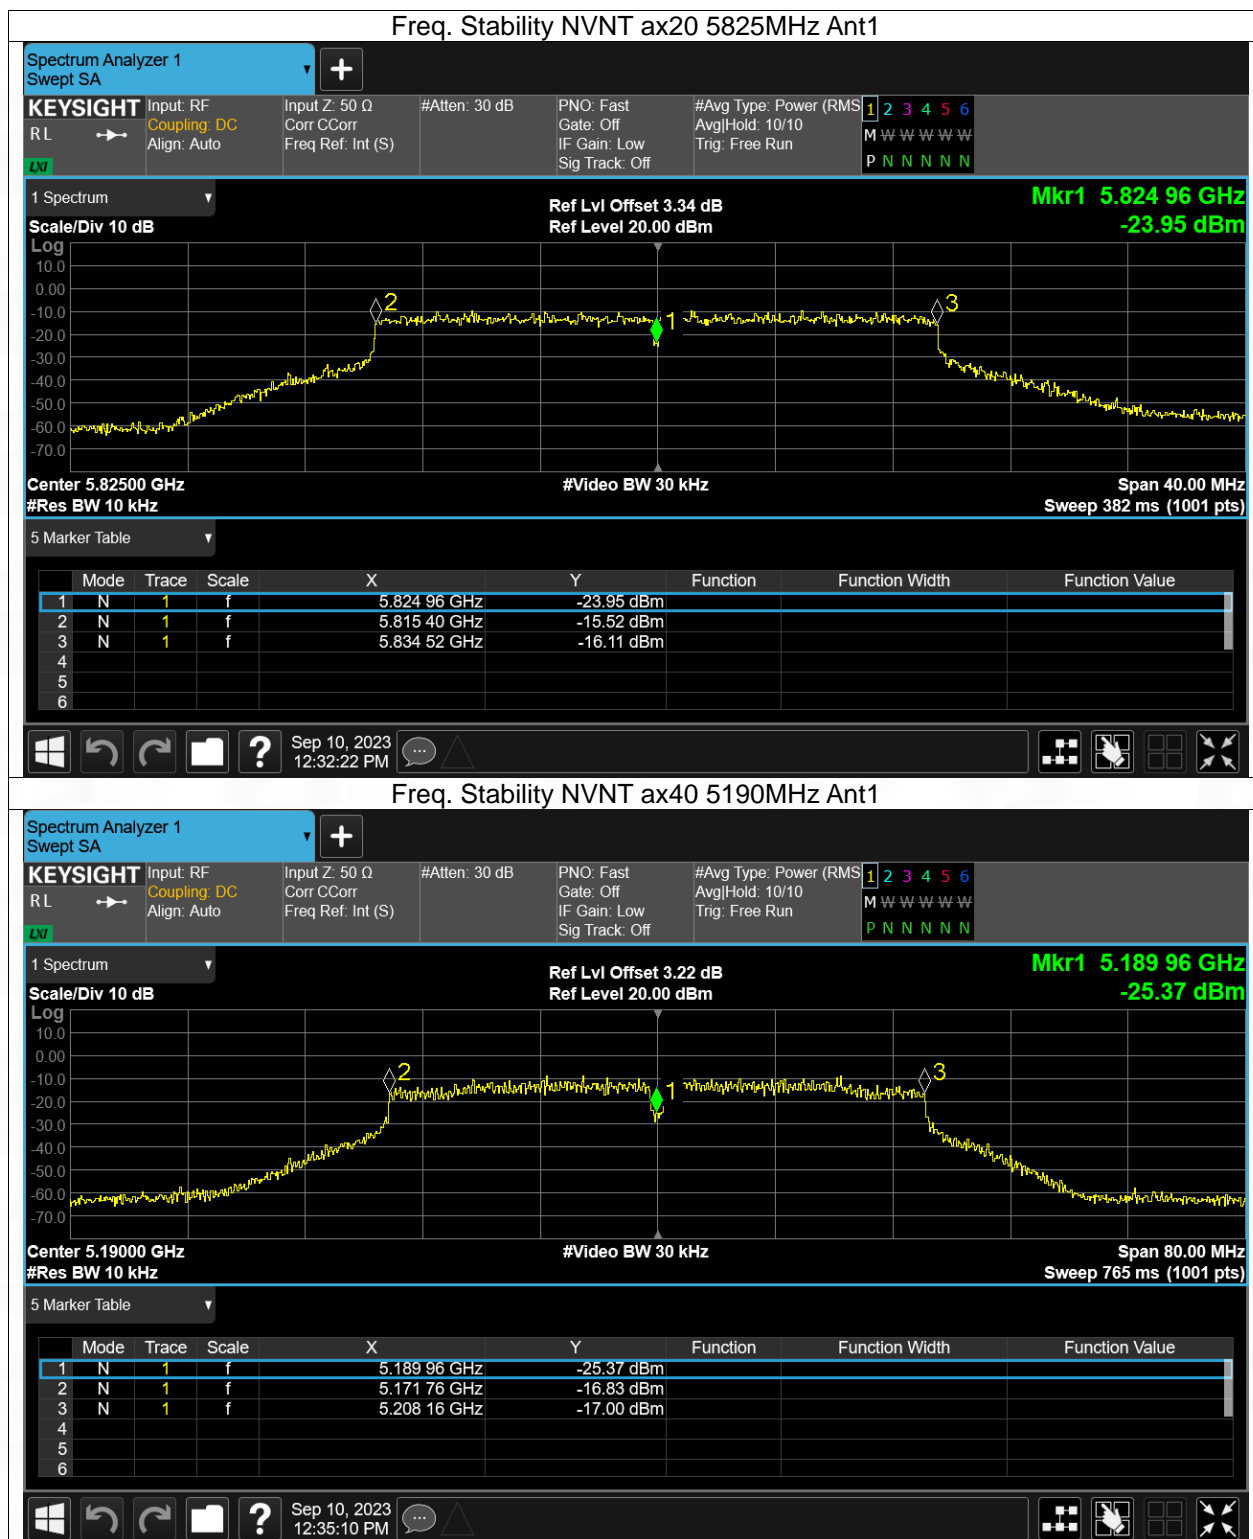 Freq. Stability NVNT ax20 5825MHz Ant1
Spectrum Analyzer 1
Swept SA
KEYSIGHT
R L
LXI
Input: RF
Coupling: DC
Align: Auto
Input Z: 50 Ω
Corr CCorr
Freq Ref: Int (S)
#Atten: 30 dB
PNO: Fast
Gate: Off
IF Gain: Low
Sig Track: Off
#Avg Type: Power (RMS
Avg|Hold: 10/10
Trig: Free Run
1 2 3 4 5 6
M W W W W W
P N N N N N
1 Spectrum
Scale/Div 10 dB
Ref Lvl Offset 3.34 dB
Ref Level 20.00 dBm
Mkr1 5.824 96 GHz
-23.95 dBm
Log
10.0
0.00
-10.0
-20.0
-30.0
-40.0
-50.0
-60.0
-70.0
2
1
3
Center 5.82500 GHz
#Video BW 30 kHz
Span 40.00 MHz
#Res BW 10 kHz
Sweep 382 ms (1001 pts)
5 Marker Table
Mode Trace Scale X Y Function Function Width Function Value
1 N 1 f 5.824 96 GHz -23.95 dBm
2 N 1 f 5.815 40 GHz -15.52 dBm
3 N 1 f 5.834 52 GHz -16.11 dBm
4
5
6
?
Sep 10, 2023
12:32:22 PM
Freq. Stability NVNT ax40 5190MHz Ant1
Spectrum Analyzer 1
Swept SA
KEYSIGHT
R L
LXI
Input: RF
Coupling: DC
Align: Auto
Input Z: 50 Ω
Corr CCorr
Freq Ref: Int (S)
#Atten: 30 dB
PNO: Fast
Gate: Off
IF Gain: Low
Sig Track: Off
#Avg Type: Power (RMS
Avg|Hold: 10/10
Trig: Free Run
1 2 3 4 5 6
M W W W W W
P N N N N N
1 Spectrum
Scale/Div 10 dB
Ref Lvl Offset 3.22 dB
Ref Level 20.00 dBm
Mkr1 5.189 96 GHz
-25.37 dBm
Log
10.0
0.00
-10.0
-20.0
-30.0
-40.0
-50.0
-60.0
-70.0
2
1
3
Center 5.19000 GHz
#Video BW 30 kHz
Span 80.00 MHz
#Res BW 10 kHz
Sweep 765 ms (1001 pts)
5 Marker Table
Mode Trace Scale X Y Function Function Width Function Value
1 N 1 f 5.189 96 GHz -25.37 dBm
2 N 1 f 5.171 76 GHz -16.83 dBm
3 N 1 f 5.208 16 GHz -17.00 dBm
4
5
6
?
Sep 10, 2023
12:35:10 PM